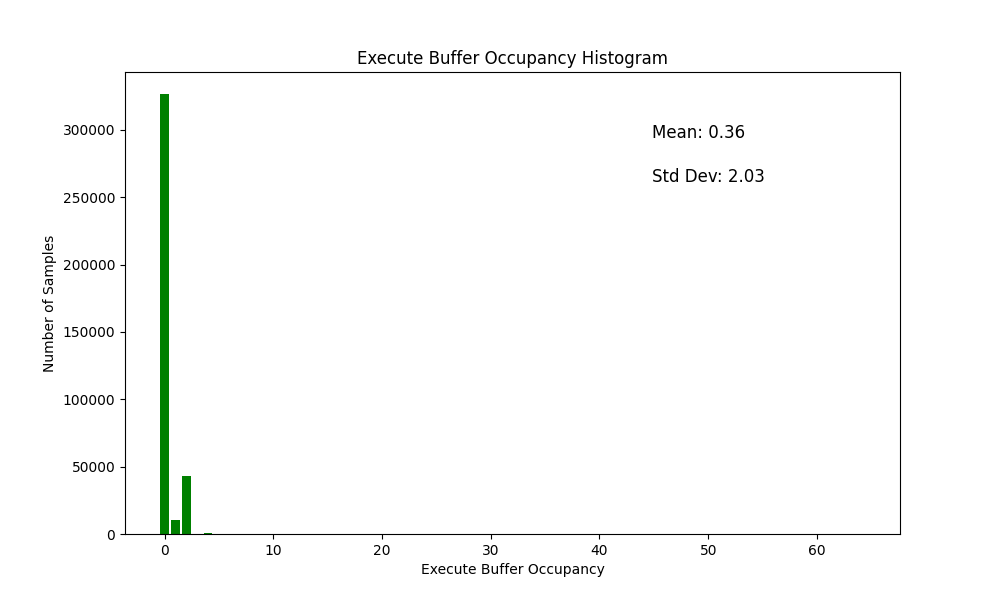 Execute Buffer Occupancy Histogram
Mean: 0.36
Std Dev: 2.03
Number of Samples
300000
250000
200000
150000
100000
50000
0
0 10 20 30 40 50 60
Execute Buffer Occupancy